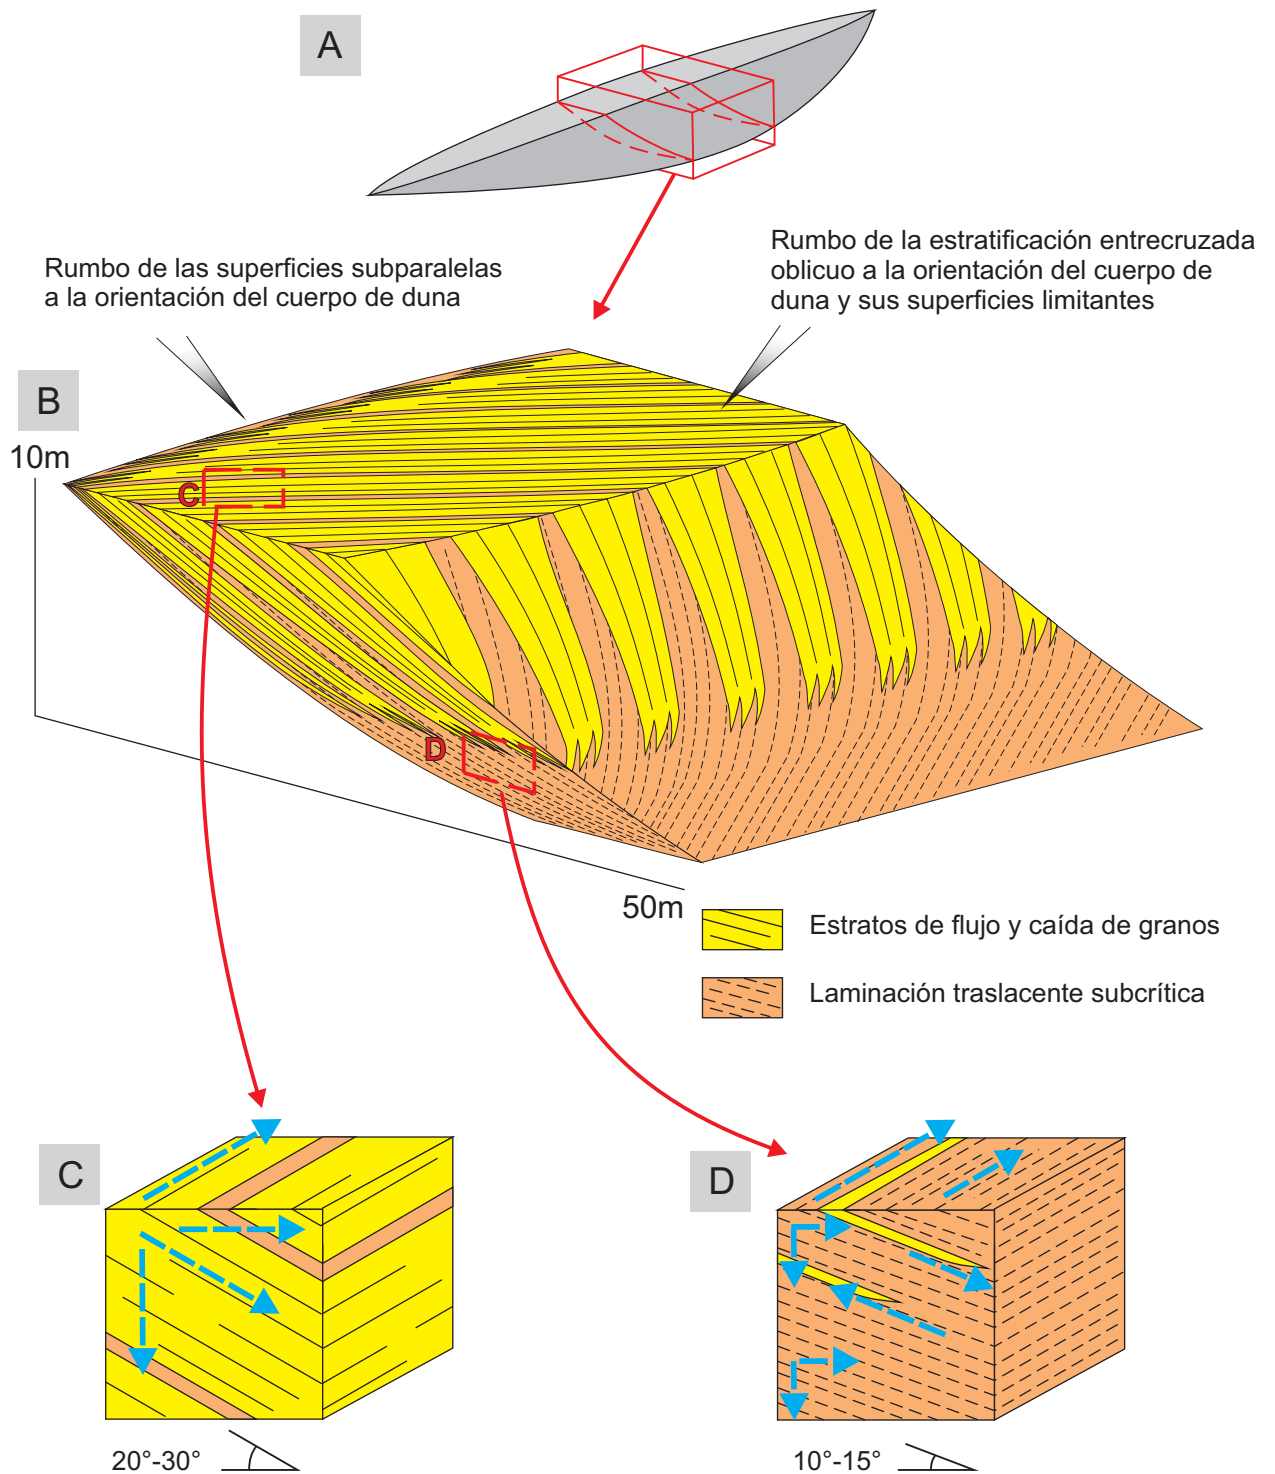 A
Rumbo de las superficies subparalelas
a la orientación del cuerpo de duna
Rumbo de la estratificación entrecruzada
oblicuo a la orientación del cuerpo de
duna y sus superficies limitantes
B
10m
C
D
50m
Estratos de flujo y caída de granos
Laminación traslacente subcrítica
C
D
20°-30°
10°-15°